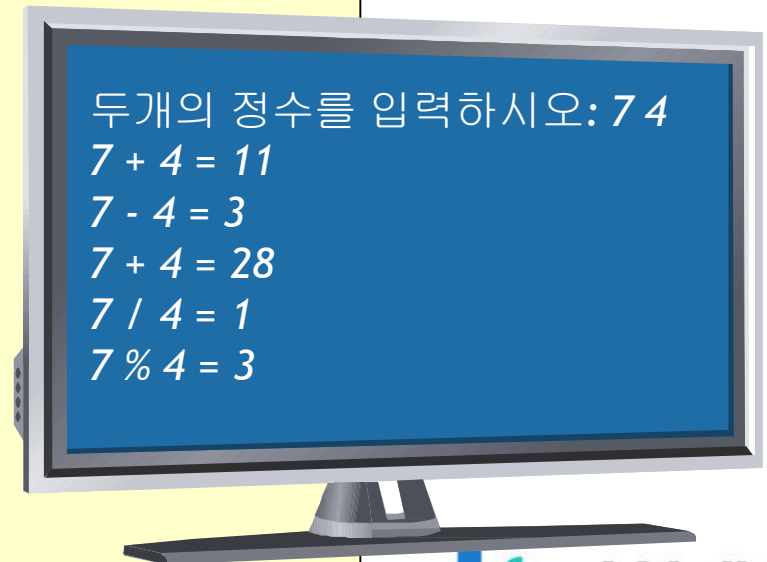 두개의 정수를 입력하시오: 7 4
7 + 4 = 11
7 - 4 = 3
7 + 4 = 28
7 / 4 = 1
7 % 4 = 3